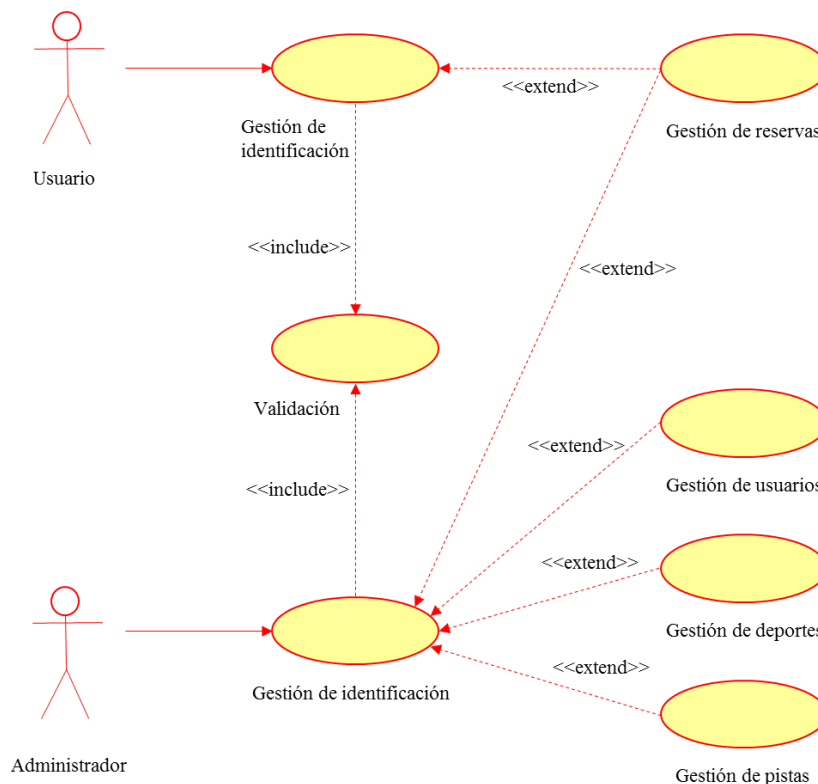 <<extend>>
Gestión de
identificación
Gestión de reservas
Usuario
<<include>>
<<extend>>
Validación
<<extend>>
<<include>>
Gestión de usuarios
<<extend>>
Gestión de deportes
<<extend>>
Gestión de identificación
Administrador
Gestión de pistas